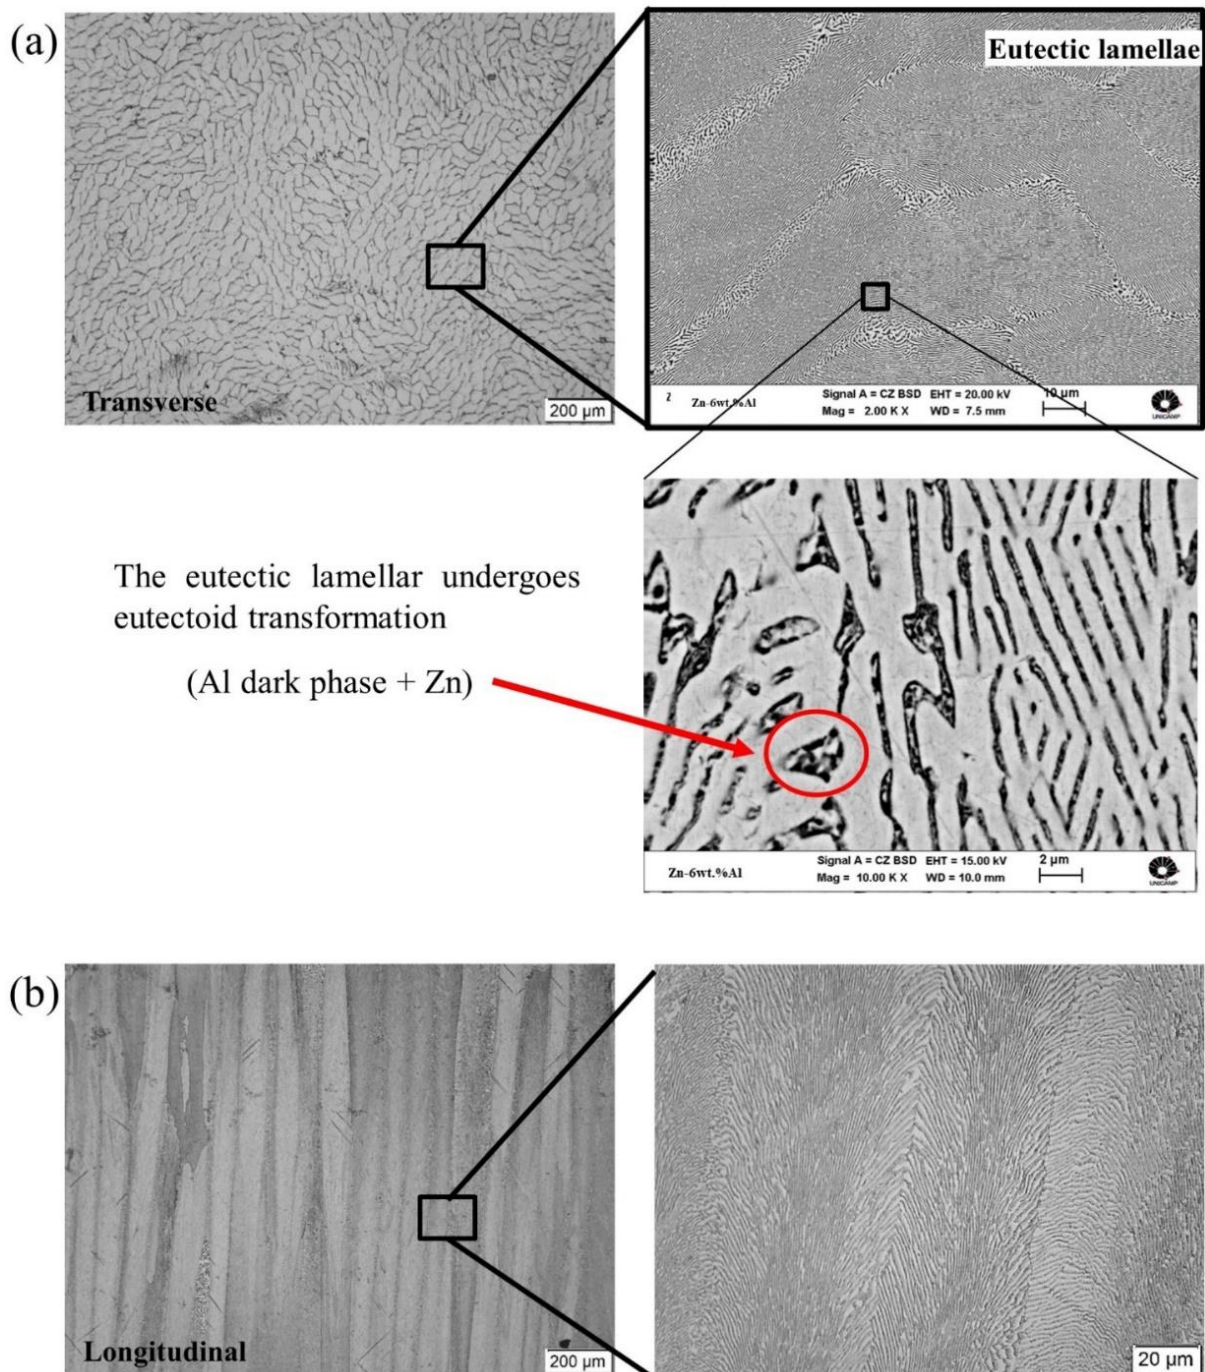 (a)
Eutectic lamellae
Transverse
200 µm
2 Zn-6wt.%Al Signal A = CZ BSD EHT = 20.00 kV 10 µm
Mag = 2.00 K X WD = 7.5 mm UNICAMP
The eutectic lamellar undergoes
eutectoid transformation
(Al dark phase + Zn)
Zn-6wt.%Al Signal A = CZ BSD EHT = 15.00 kV 2 µm
Mag = 10.00 K X WD = 10.0 mm UNICAMP
(b)
Longitudinal
200 µm
20 µm